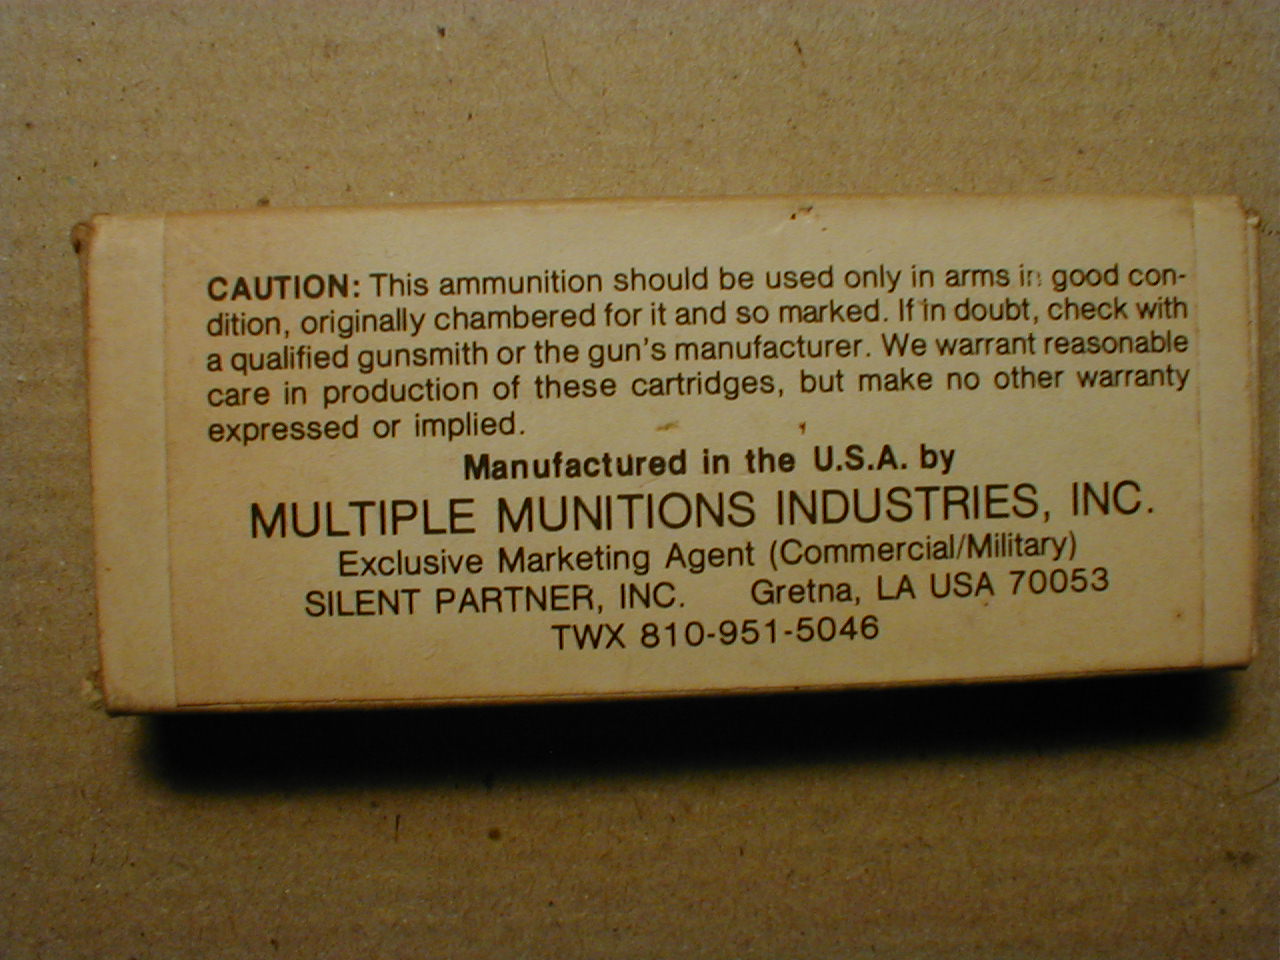 CAUTION: This ammunition should be used only in arms in good con-
dition, originally chambered for it and so marked. If in doubt, check with
a qualified gunsmith or the gun's manufacturer. We warrant reasonable
care in production of these cartridges, but make no other warranty
expressed or implied.
Manufactured in the U.S.A. by
MULTIPLE MUNITIONS INDUSTRIES, INC.
Exclusive Marketing Agent (Commercial/Military)
SILENT PARTNER, INC. Gretna, LA USA 70053
TWX 810-951-5046